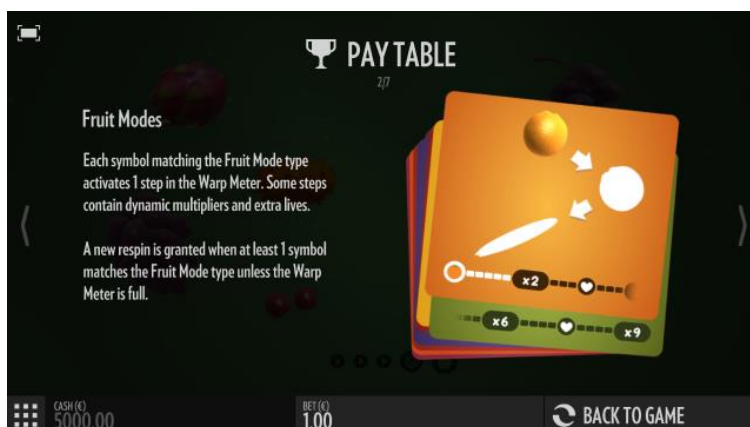 PAY TABLE
2/7
Fruit Modes
Each symbol matching the Fruit Mode type
activates 1 step in the Warp Meter. Some steps
contain dynamic multipliers and extra lives.
A new respin is granted when at least 1 symbol
matches the Fruit Mode type unless the Warp
Meter is full.
x2
x6
x9
CASH (€)
5000.00
BET (€)
1.00
BACK TO GAME